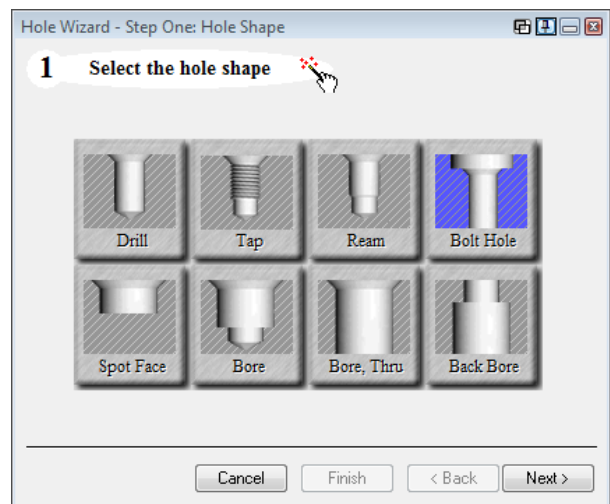 Hole Wizard - Step One: Hole Shape
1 Select the hole shape
Drill Tap Ream Bolt Hole
Spot Face Bore Bore, Thru Back Bore
Cancel Finish < Back Next >